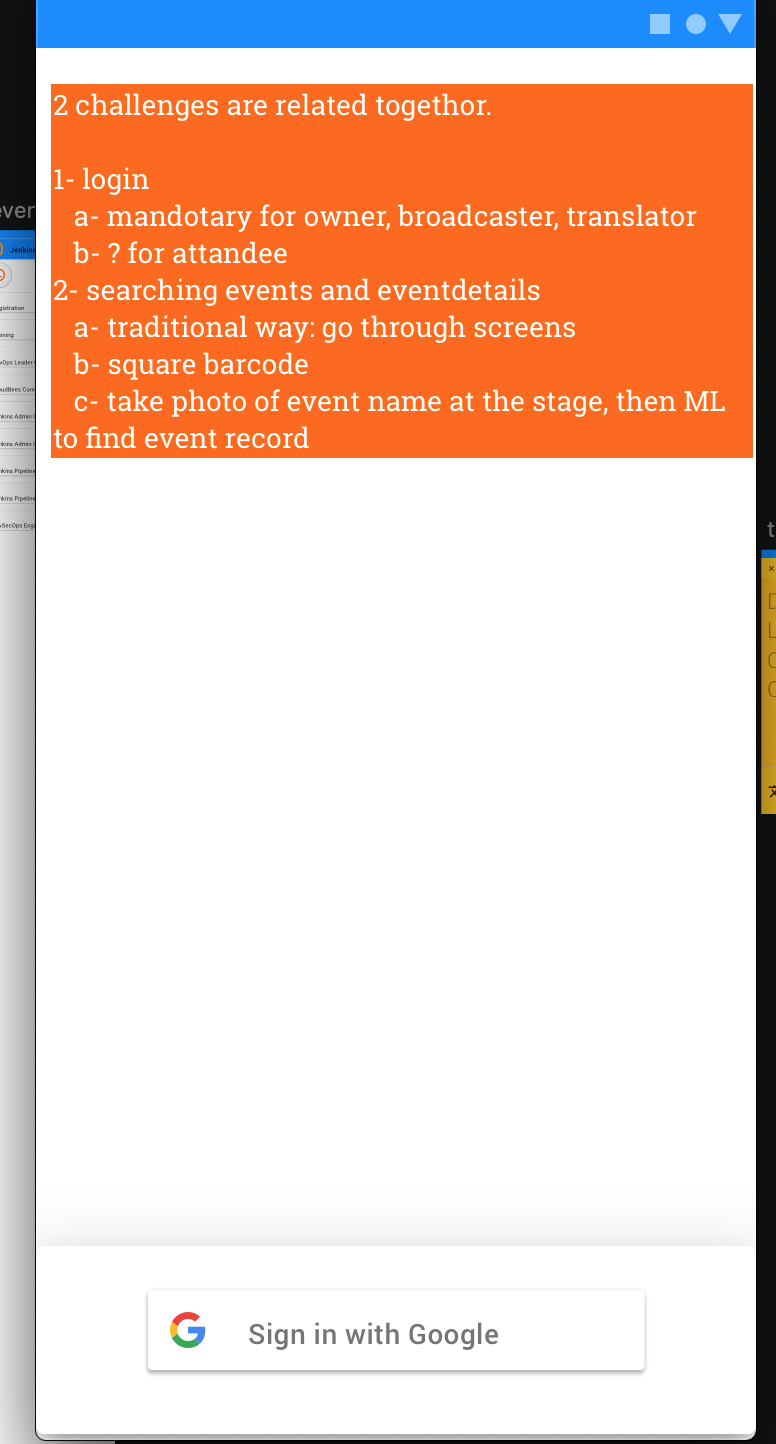 2 challenges are related togethor.
1- login
a- mandotary for owner, broadcaster, translator
b- ? for attandee
2- searching events and eventdetails
a- traditional way: go through screens
b- square barcode
c- take photo of event name at the stage, then ML
to find event record
Sign in with Google